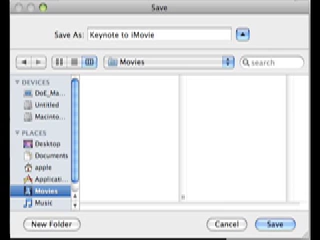 Save
Save As: Keynote to iMovie
Movies
search
DEVICES
DoE_Ma...
Untitled
Macinto...
PLACES
Desktop
Documents
apple
Applicati...
Movies
Music
New Folder
Cancel
Save